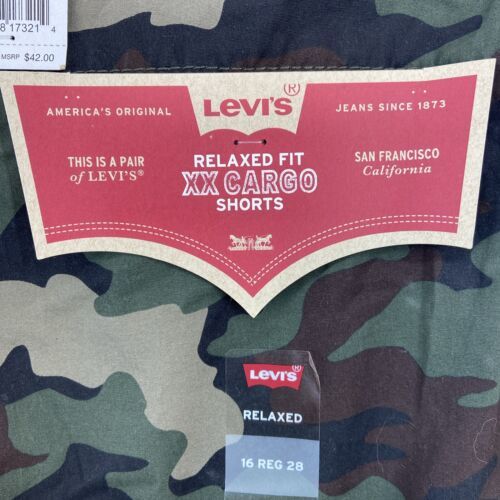 8 17321 4
MSRP $42.00
Levi's®
AMERICA'S ORIGINAL
JEANS SINCE 1873
THIS IS A PAIR
of LEVI'S®
RELAXED FIT
XX CARGO
SHORTS
SAN FRANCISCO
California
Levi's®
RELAXED
16 REG 28